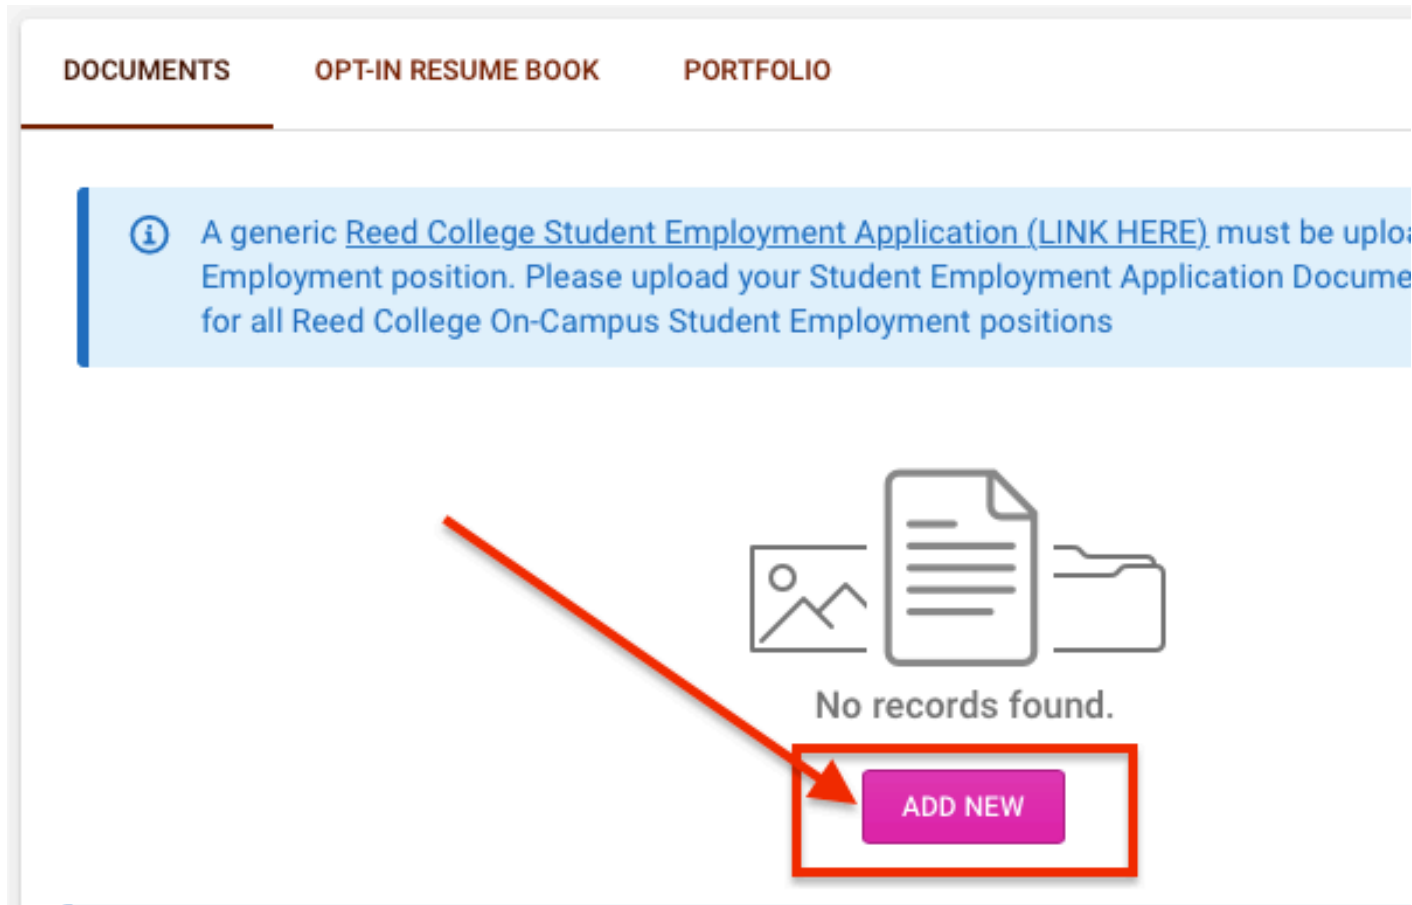 DOCUMENTS OPT-IN RESUME BOOK PORTFOLIO
A generic Reed College Student Employment Application (LINK HERE) must be
Employment position. Please upload your Student Employment Application
for all Reed College On-Campus Student Employment positions
No records found.
ADD NEW